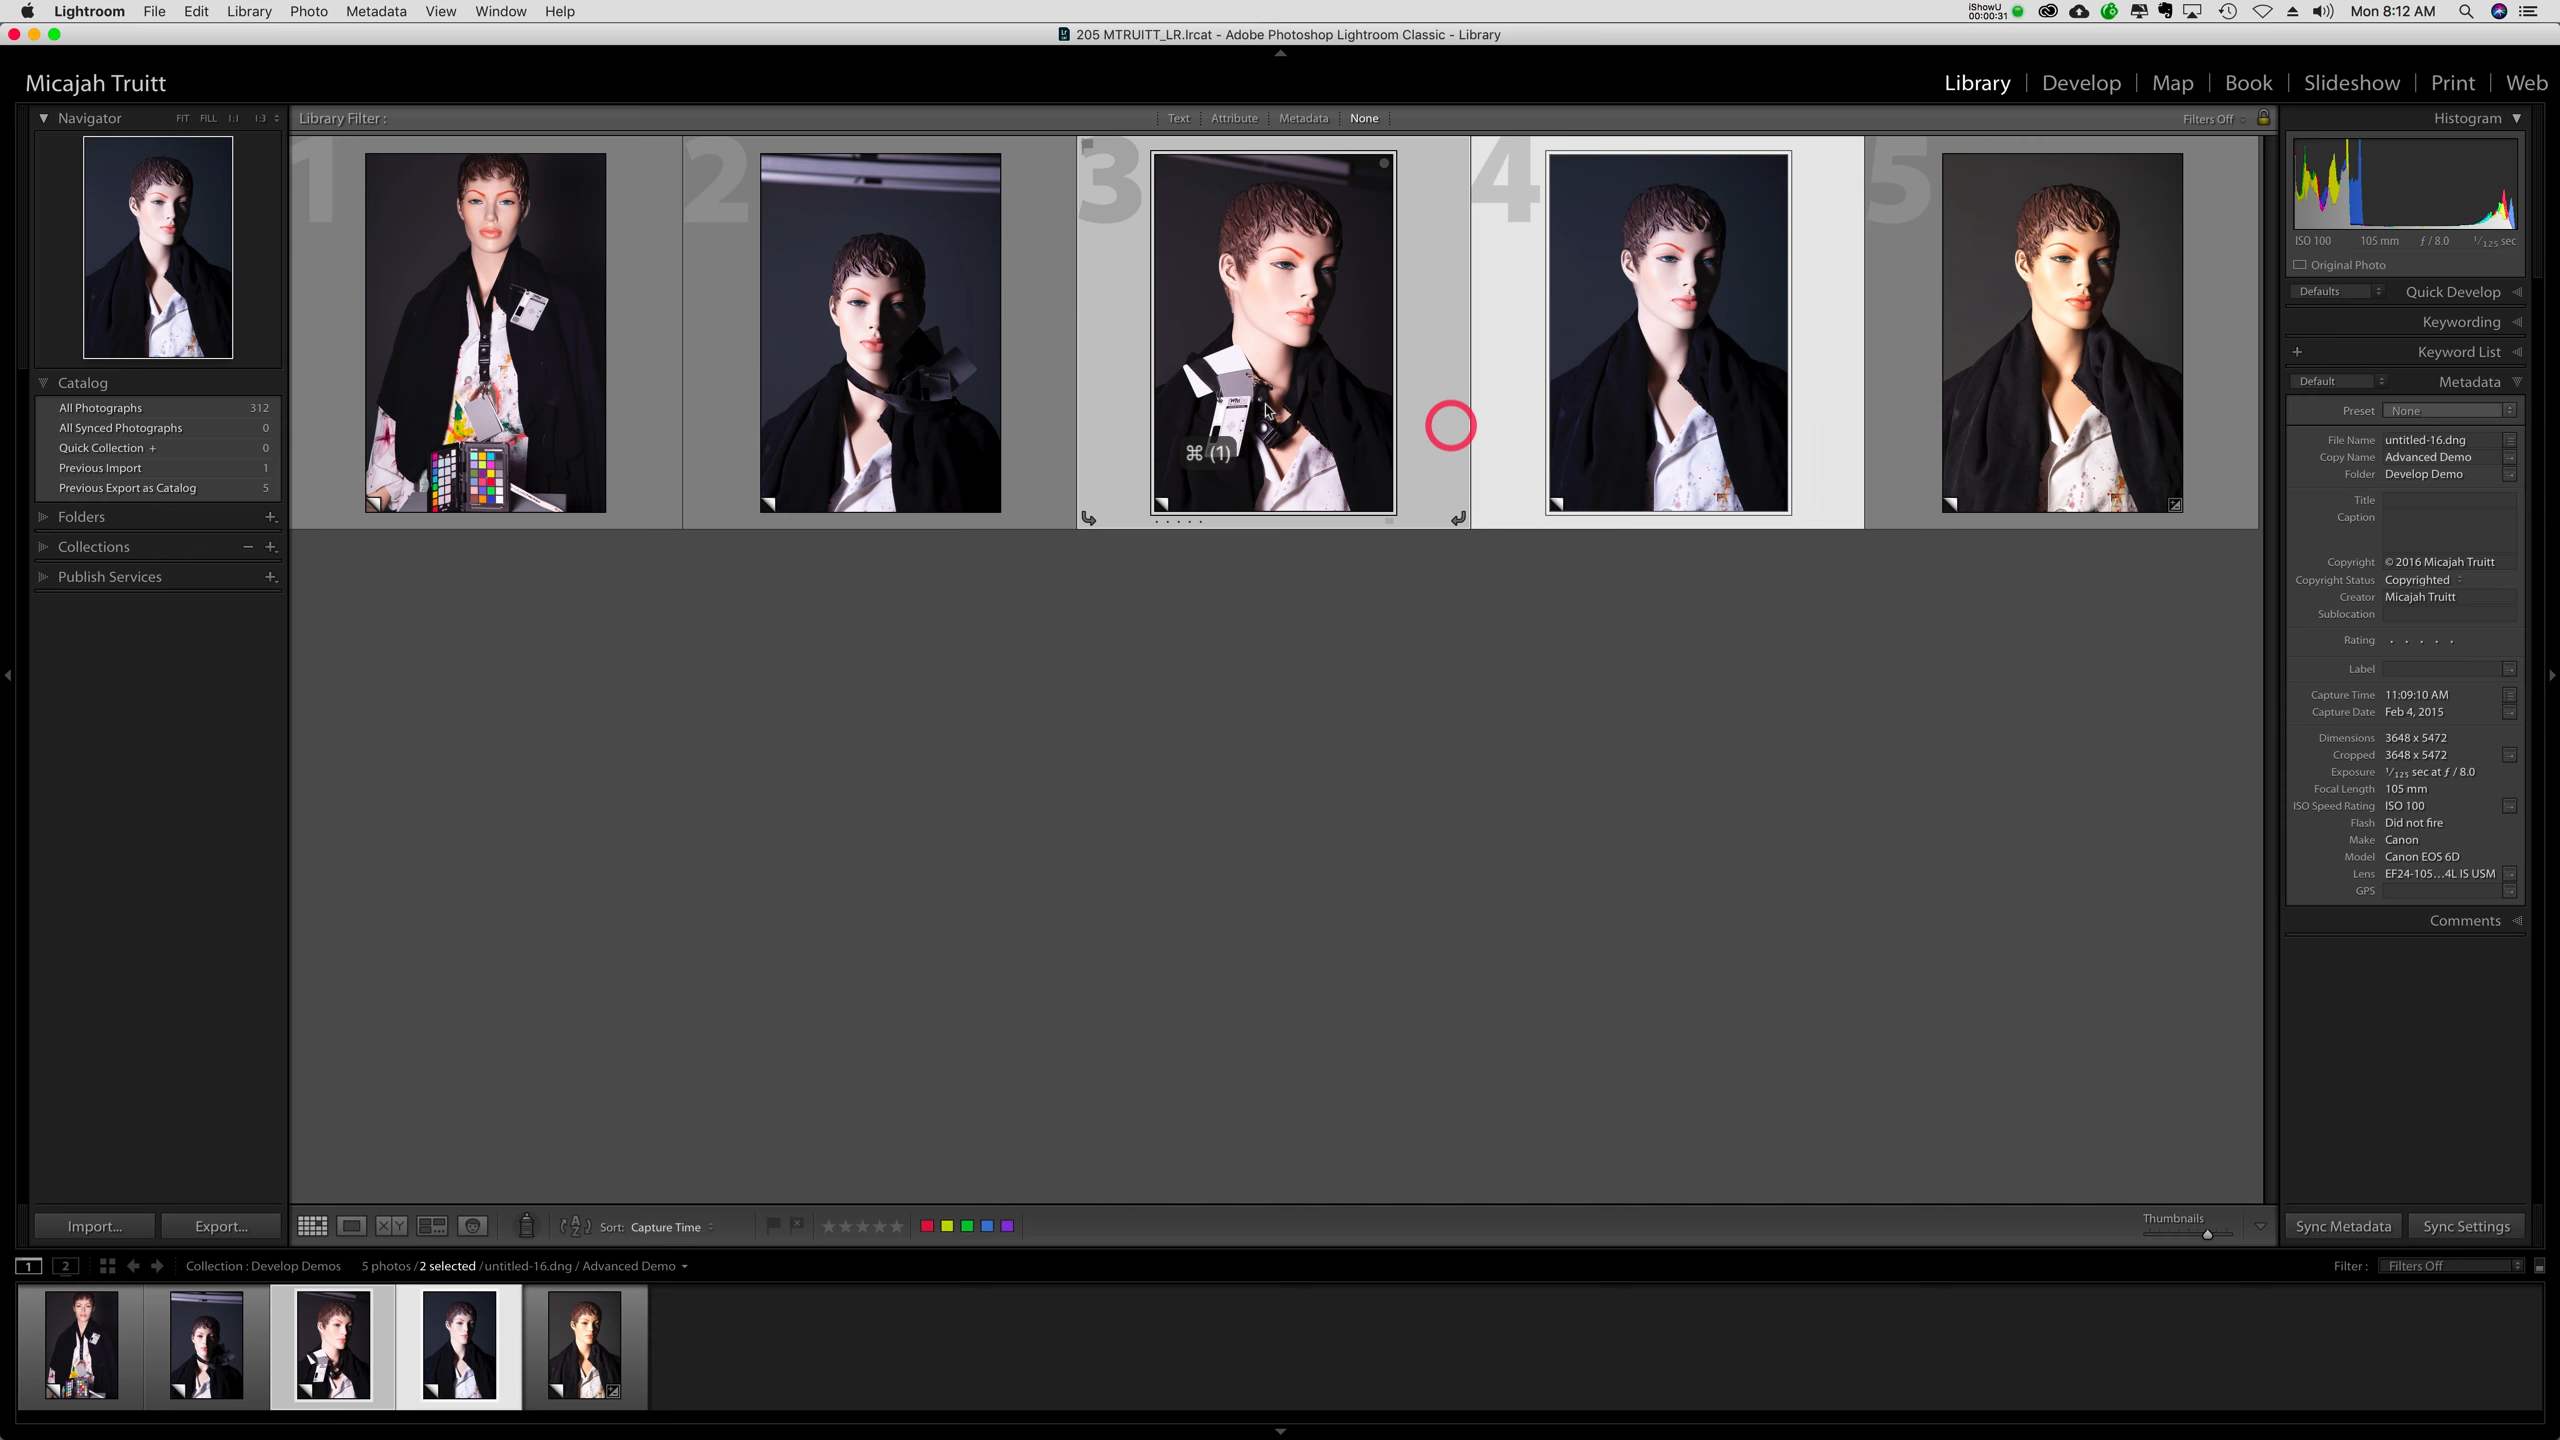 Lightroom File Edit Library Photo Metadata View Window Help
iShowU
00:00:31
Mon 8:12 AM
205 MTRUITT_LR.lrcat - Adobe Photoshop Lightroom Classic - Library
Micajah Truitt
Library | Develop | Map | Book | Slideshow | Print | Web
Navigator FIT FILL 1:1 1:3
Library Filter : Text Attribute Metadata None Filters Off
Histogram
1 2 3 4 5
ISO 100 105 mm ƒ / 8.0 1/125 sec
Original Photo
Defaults Quick Develop
Keywording
+ Keyword List
Default Metadata
Catalog
All Photographs 312
All Synced Photographs 0
Quick Collection + 0
Previous Import 1
Previous Export as Catalog 5
Folders +
Collections − +
Publish Services +
⌘ (1)
Preset None
File Name untitled-16.dng
Copy Name Advanced Demo
Folder Develop Demo
Title
Caption
Copyright © 2016 Micajah Truitt
Copyright Status Copyrighted
Creator Micajah Truitt
Sublocation
Rating . . . . .
Label
Capture Time 11:09:10 AM
Capture Date Feb 4, 2015
Dimensions 3648 x 5472
Cropped 3648 x 5472
Exposure 1/125 sec at ƒ / 8.0
Focal Length 105 mm
ISO Speed Rating ISO 100
Flash Did not fire
Make Canon
Model Canon EOS 6D
Lens EF24-105...4L IS USM
GPS
Comments
Import... Export... XY Sort: Capture Time Thumbnails Sync Metadata Sync Settings
1 2 Collection : Develop Demos 5 photos / 2 selected / untitled-16.dng / Advanced Demo Filter : Filters Off